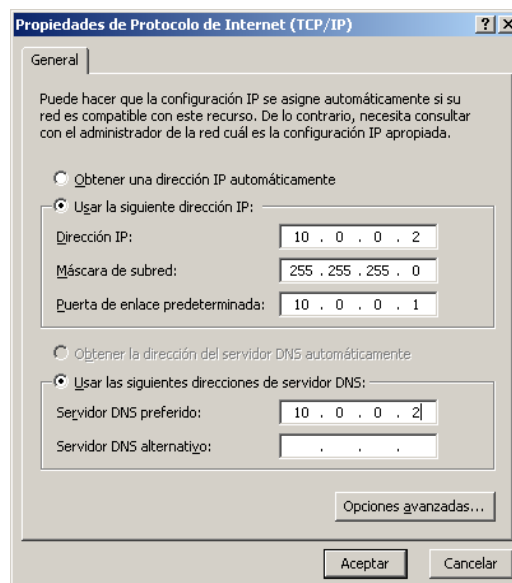 Propiedades de Protocolo de Internet (TCP/IP)
General
Puede hacer que la configuración IP se asigne automáticamente si su
red es compatible con este recurso. De lo contrario, necesita consultar
con el administrador de la red cuál es la configuración IP apropiada.
Obtener una dirección IP automáticamente
Usar la siguiente dirección IP:
Dirección IP: 10 . 0 . 0 . 2
Máscara de subred: 255 . 255 . 255 . 0
Puerta de enlace predeterminada: 10 . 0 . 0 . 1
Obtener la dirección del servidor DNS automáticamente
Usar las siguientes direcciones de servidor DNS:
Servidor DNS preferido: 10 . 0 . 0 . 2
Servidor DNS alternativo: . . .
Opciones avanzadas...
Aceptar Cancelar